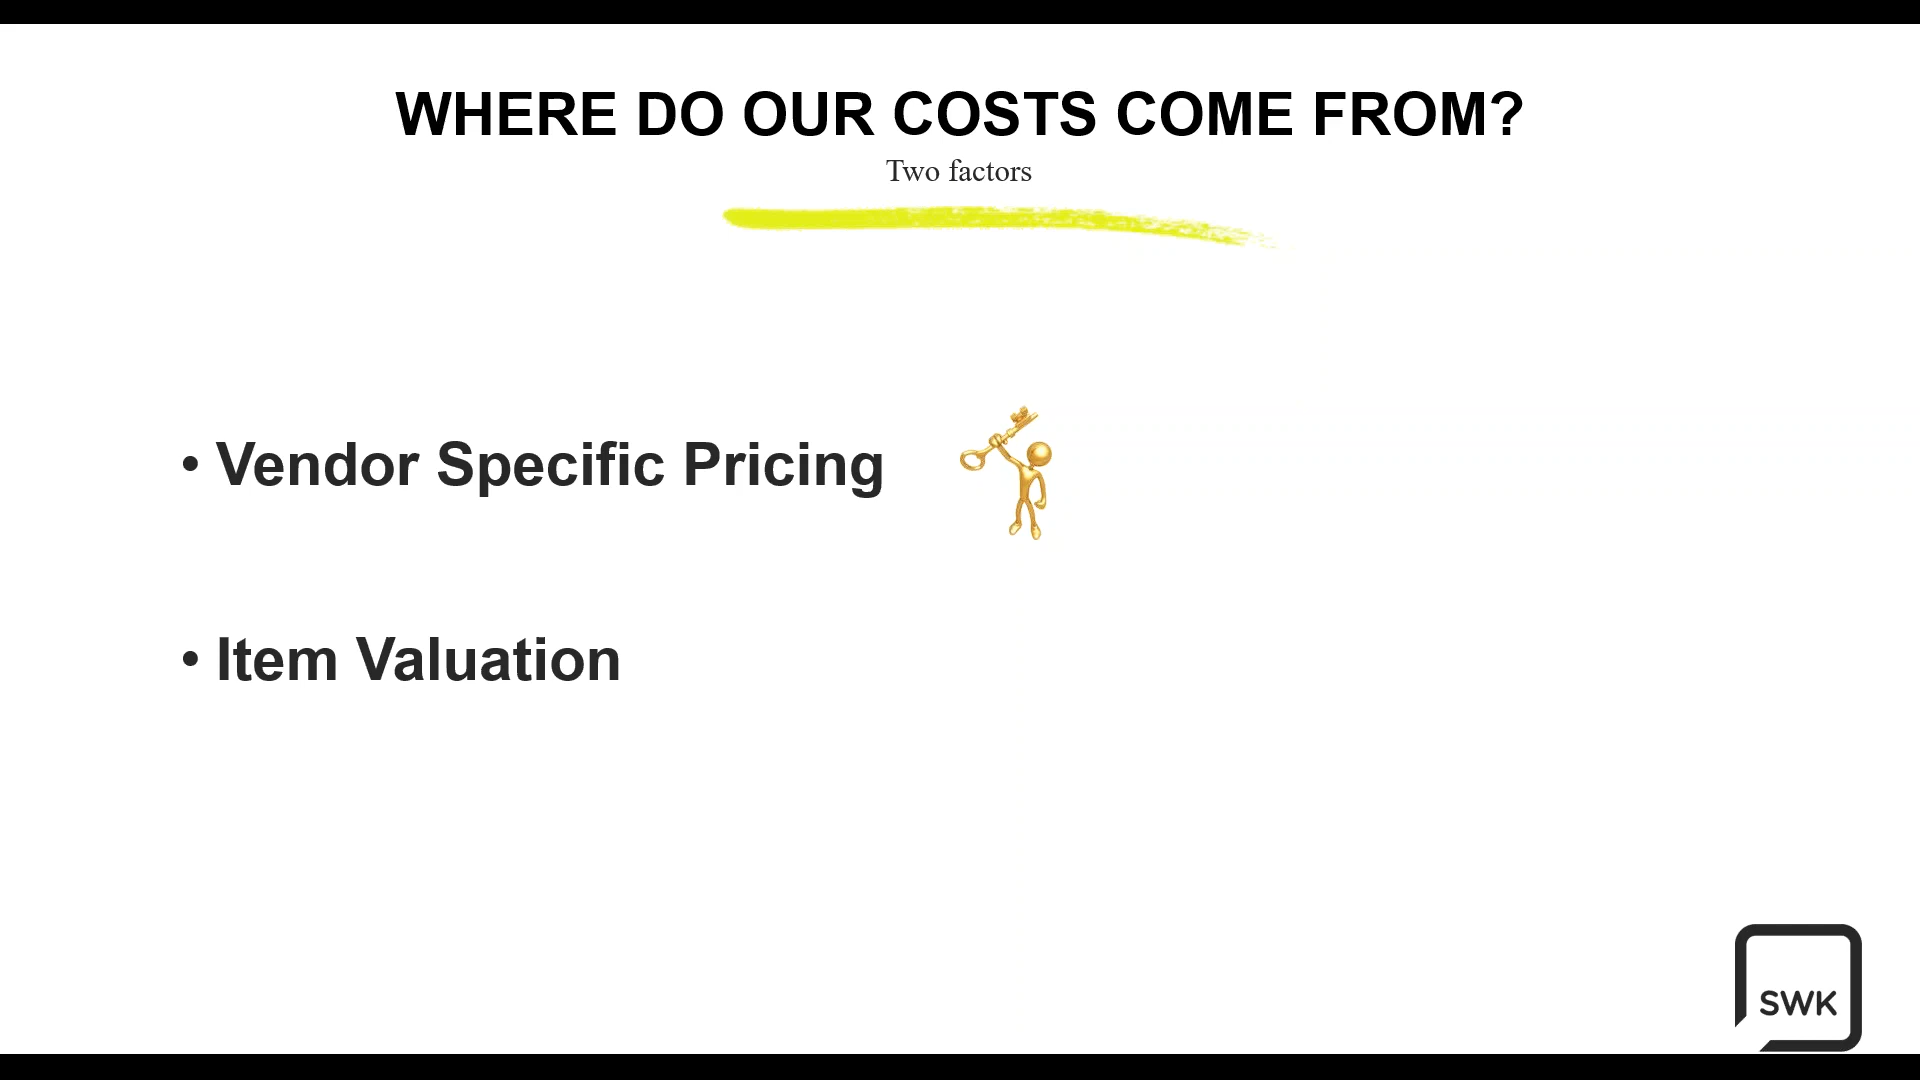 WHERE DO OUR COSTS COME FROM?
Two factors
• Vendor Specific Pricing
• Item Valuation
SWK